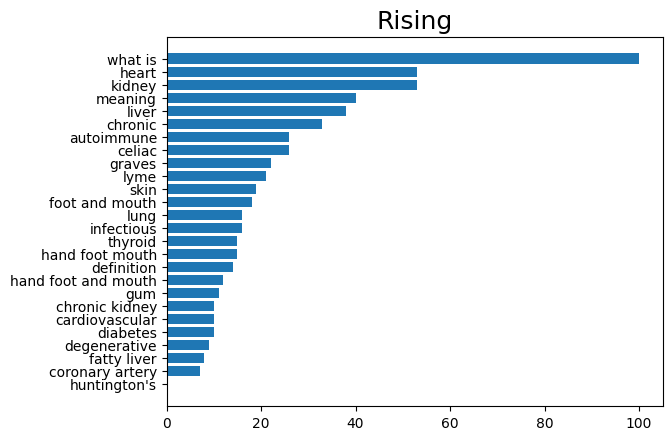 Rising
what is
heart
kidney
meaning
liver
chronic
autoimmune
celiac
graves
lyme
skin
foot and mouth
lung
infectious
thyroid
hand foot mouth
definition
hand foot and mouth
gum
chronic kidney
cardiovascular
diabetes
degenerative
fatty liver
coronary artery
huntington's
0 20 40 60 80 100